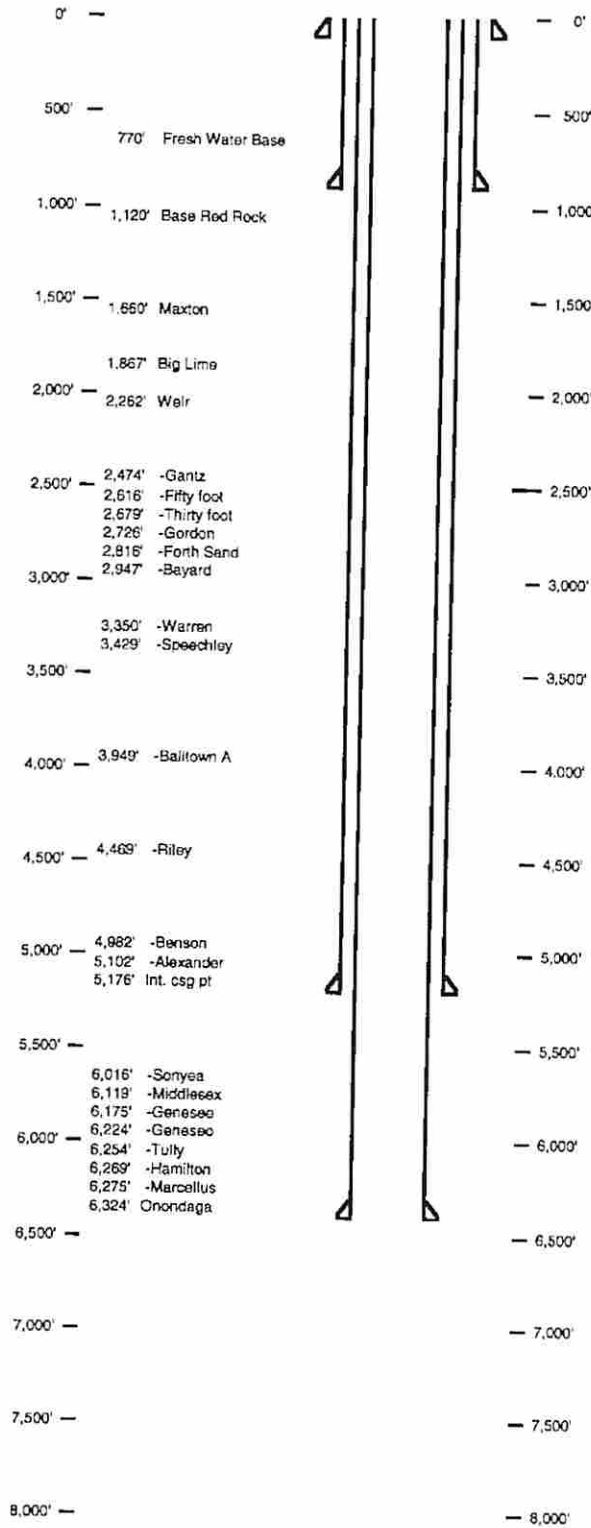 0' 0'
500' 500'
770' Fresh Water Base
1,000' 1,000'
1,120' Base Red Rock
1,500' 1,500'
1.660' Maxton
1.867' Big Lime
2,000' 2,000'
2,262' Weir
2,474' -Gantz
2,500' 2,500'
2,616' -Fifty foot
2,679' -Thirty foot
2,726' -Gordon
2,816' -Forth Sand
2,947' -Bayard
3,000' 3,000'
3,350' -Warren
3,429' -Speechley
3,500' 3,500'
3,949' -Balltown A
4.000' 4.000'
4,469' -Riley
4,500' 4,500'
4,982' -Benson
5,000' 5,000'
5,102' -Alexander
5,176' Int. csg pt
5,500' 5,500'
6,016' -Sonyea
6,119' -Middlesex
6,175' -Genesee
6,224' -Geneseo
6,000' 6,000'
6,254' -Tully
6,269' -Hamilton
6,275' -Marcellus
6,324' Onondaga
6,500' 6,500'
7,000' 7,000'
7,500' 7,500'
8,000' 8,000'